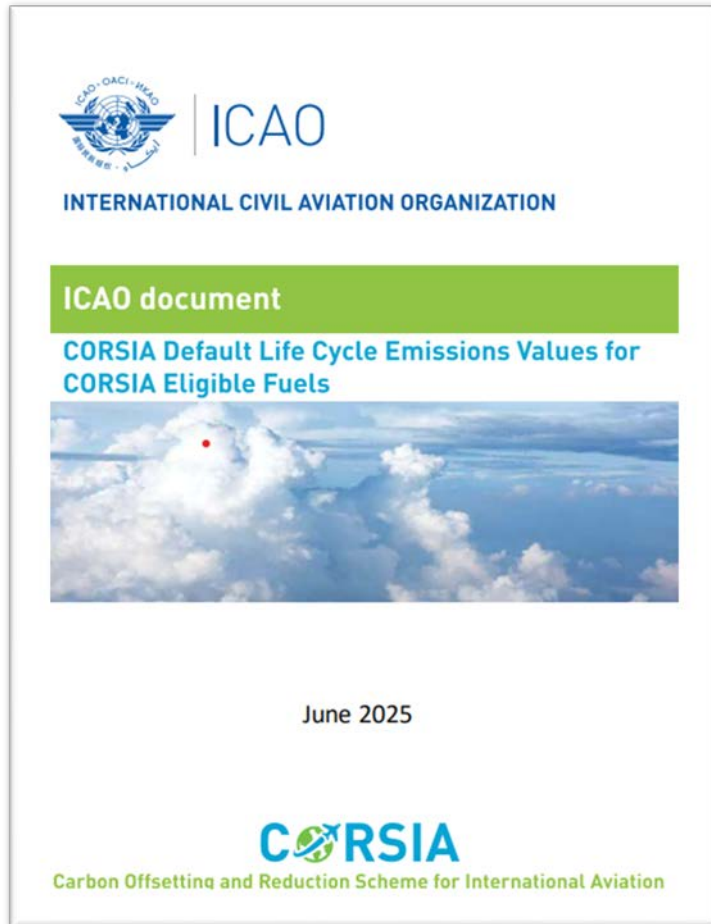 ICAO
INTERNATIONAL CIVIL AVIATION ORGANIZATION
ICAO document
CORSIA Default Life Cycle Emissions Values for
CORSIA Eligible Fuels
June 2025
CORSIA
Carbon Offsetting and Reduction Scheme for International Aviation